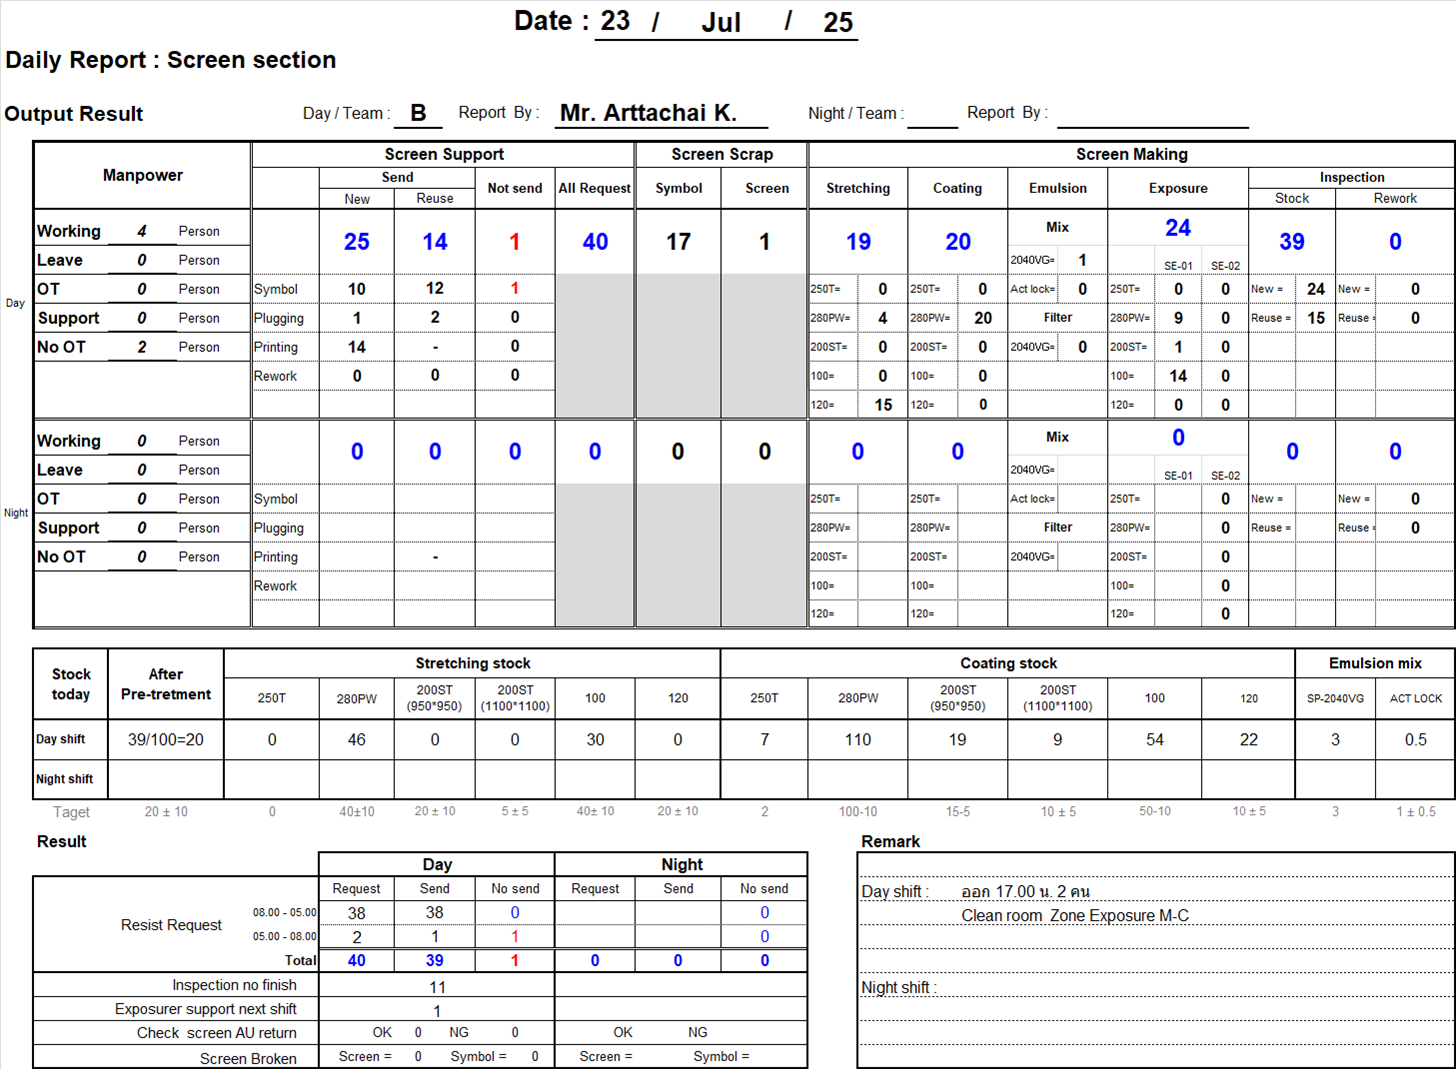 Date : 23 / Jul / 25
Daily Report : Screen section
Output Result Day / Team : B Report By : Mr. Arttachai K. Night / Team : Report By :
Manpower Screen Support Screen Scrap Screen Making
Send Not send All Request Symbol Screen Stretching Coating Emulsion Exposure Inspection
New Reuse Stock Rework
Day
Working 4 Person 25 14 1 40 17 1 19 20 Mix 24 39 0
Leave 0 Person 2040VG= 1 SE-01 SE-02
OT 0 Person Symbol 10 12 1 250T= 0 250T= 0 Act lock= 0 250T= 0 0 New = 24 New = 0
Support 0 Person Plugging 1 2 0 280PW= 4 280PW= 20 Filter 280PW= 9 0 Reuse = 15 Reuse = 0
No OT 2 Person Printing 14 - 0 200ST= 0 200ST= 0 2040VG= 0 200ST= 1 0
Rework 0 0 0 100= 0 100= 0 100= 14 0
120= 15 120= 0 120= 0 0
Night
Working 0 Person 0 0 0 0 0 0 0 0 Mix 0 0 0
Leave 0 Person 2040VG= SE-01 SE-02
OT 0 Person Symbol 250T= 250T= Act lock= 250T= 0 New = New = 0
Support 0 Person Plugging 280PW= 280PW= Filter 280PW= 0 Reuse = Reuse = 0
No OT 0 Person Printing - 200ST= 200ST= 2040VG= 200ST= 0
Rework 100= 100= 100= 0
120= 120= 120= 0
Stock today After Pre-tretment Stretching stock Coating stock Emulsion mix
250T 280PW 200ST (950*950) 200ST (1100*1100) 100 120 250T 280PW 200ST (950*950) 200ST (1100*1100) 100 120 SP-2040VG ACT LOCK
Day shift 39/100=20 0 46 0 0 30 0 7 110 19 9 54 22 3 0.5
Night shift
Taget 20 ± 10 0 40±10 20 ± 10 5 ± 5 40± 10 20 ± 10 2 100-10 15-5 10 ± 5 50-10 10 ± 5 3 1 ± 0.5
Result
Day Night
Request Send No send Request Send No send
Resist Request
08.00 - 05.00 38 38 0 0
05.00 - 08.00 2 1 1 0
Total 40 39 1 0 0 0
Inspection no finish 11
Exposurer support next shift 1
Check screen AU return OK 0 NG 0 OK NG
Screen Broken Screen = 0 Symbol = 0 Screen = Symbol =
Remark
Day shift : ออก 17.00 น. 2 คน
Clean room Zone Exposure M-C
Night shift :